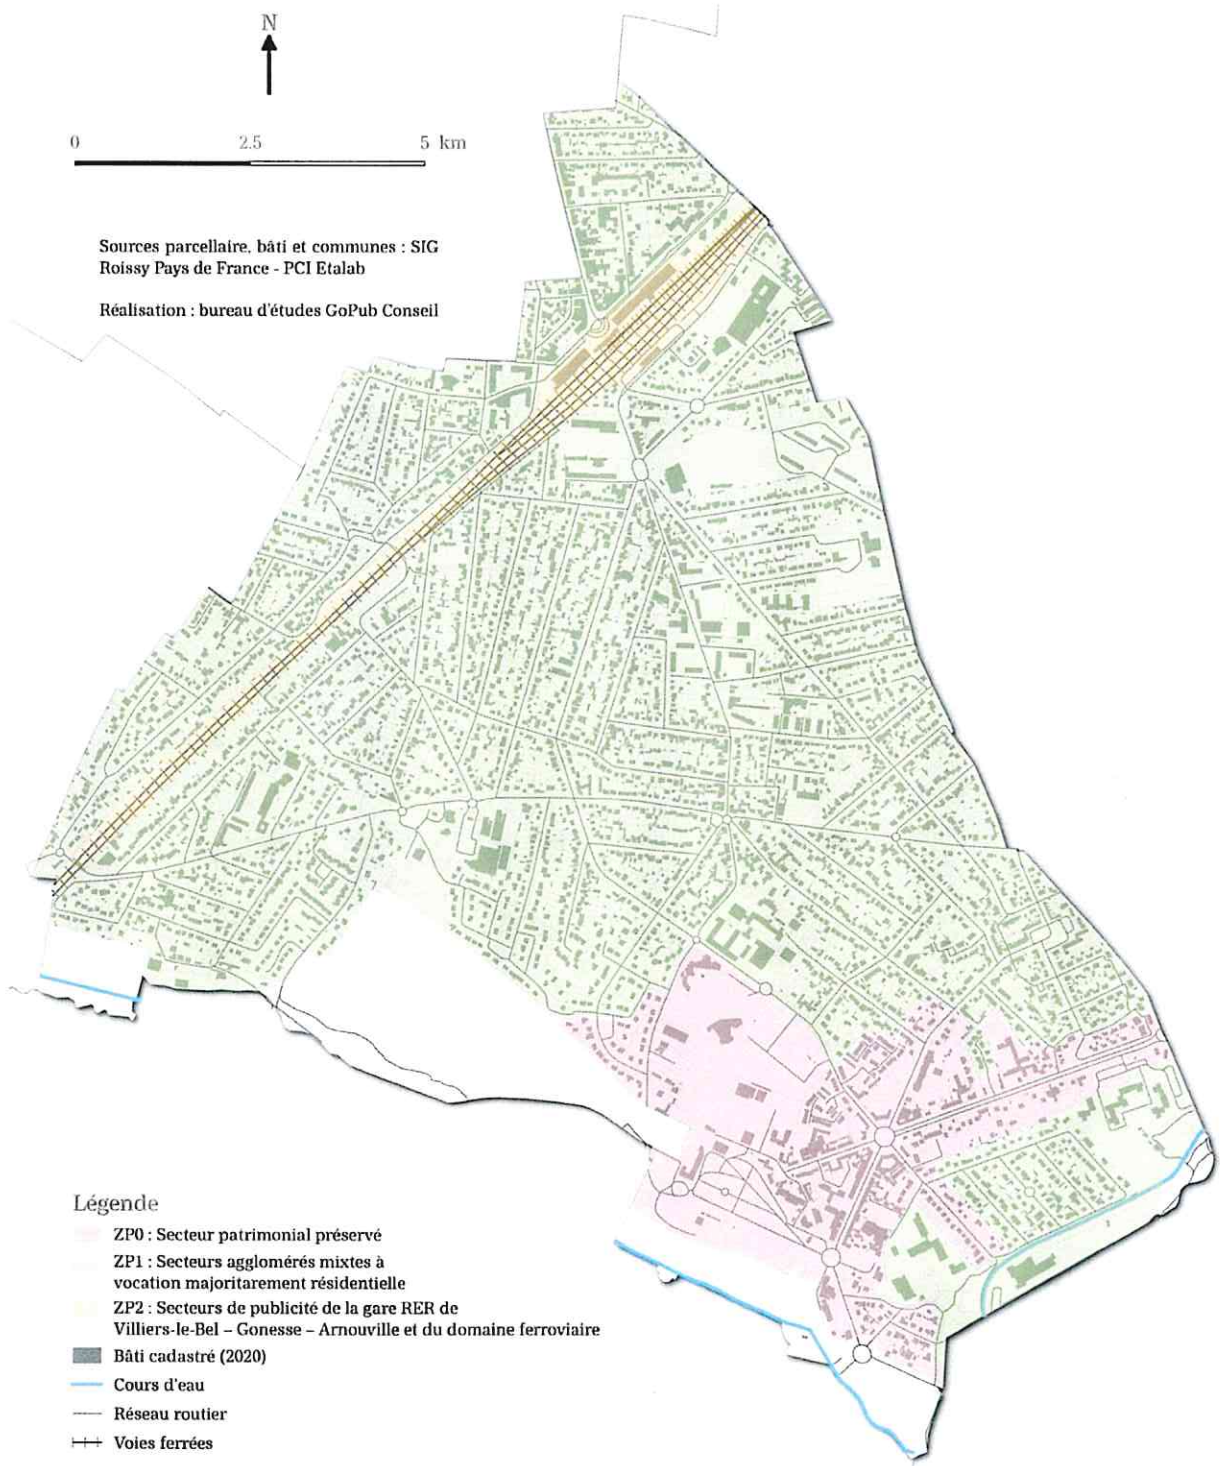 N
0 2.5 5 km
Sources parcellaire, bâti et communes : SIG
Roissy Pays de France - PCI Etalab
Réalisation : bureau d'études GoPub Conseil
Légende
ZP0 : Secteur patrimonial préservé
ZP1 : Secteurs agglomérés mixtes à
vocation majoritarement résidentielle
ZP2 : Secteurs de publicité de la gare RER de
Villiers-le-Bel – Gonesse – Arnouville et du domaine ferroviaire
Bâti cadastré (2020)
Cours d'eau
Réseau routier
Voies ferrées